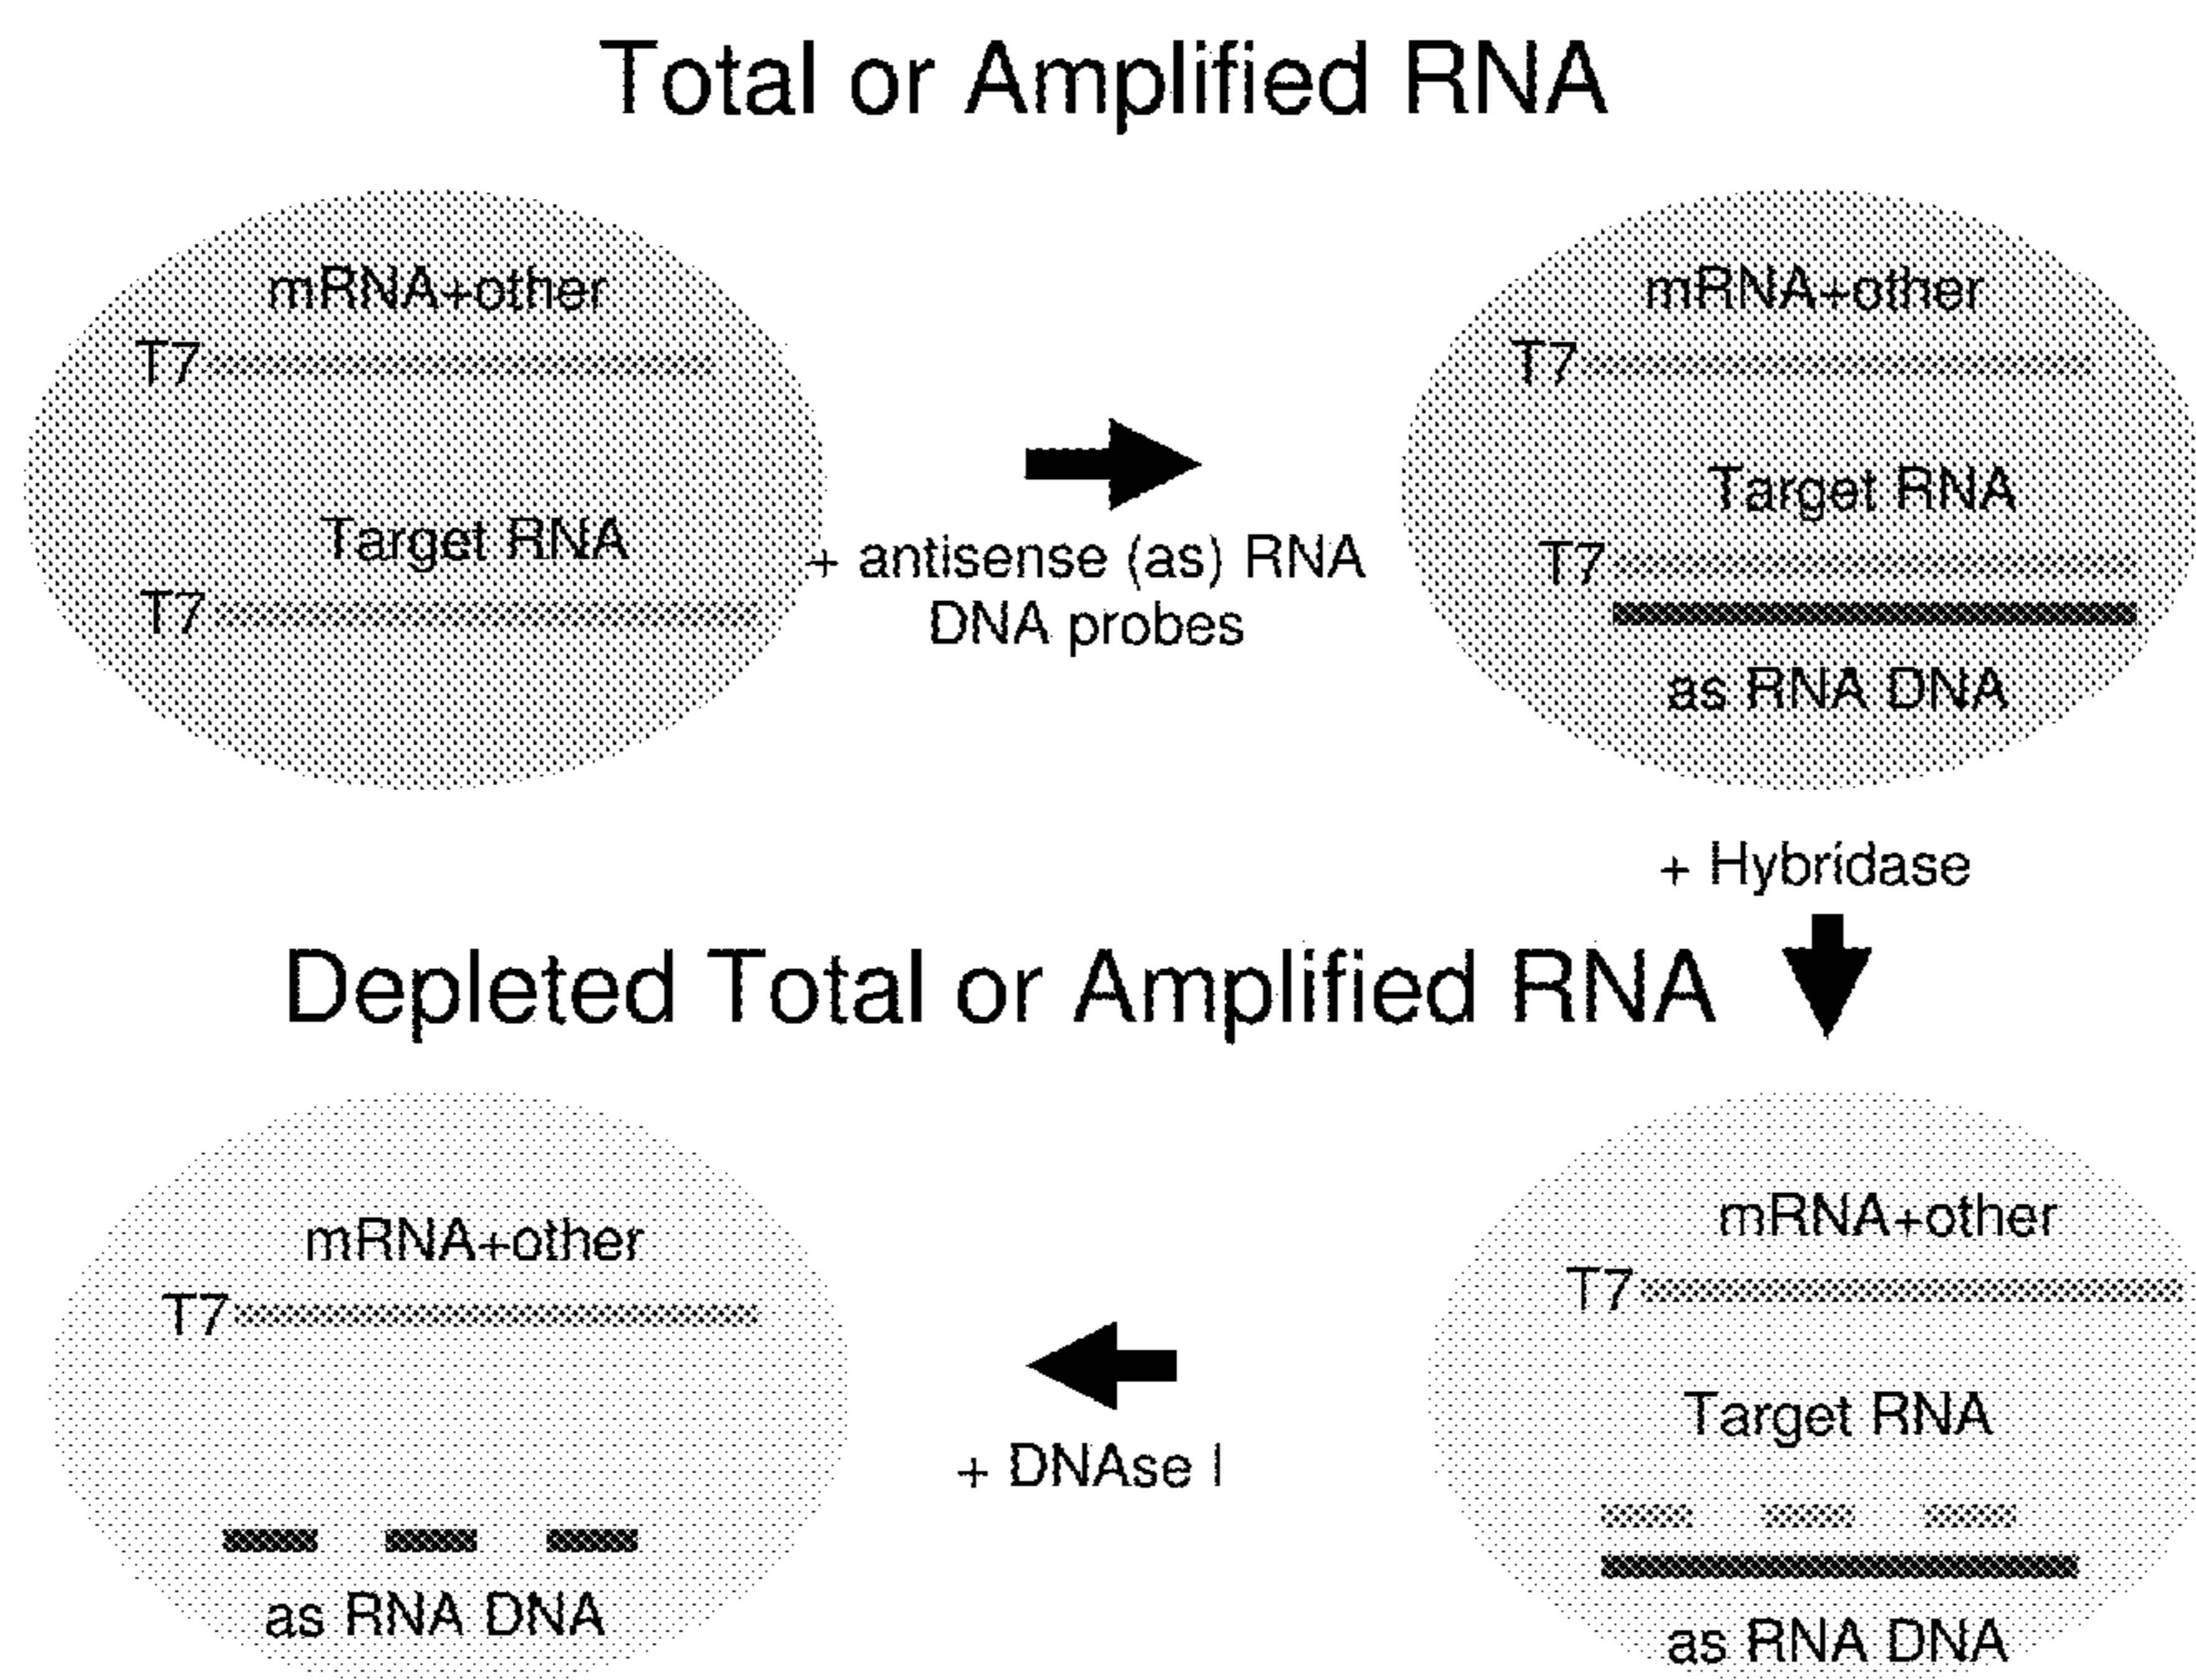 Total or Amplified RNA
mRNA+other
T7
Target RNA
T7
+ antisense (as) RNA
DNA probes
mRNA+other
T7
Target RNA
T7
as RNA DNA
+ Hybridase
Depleted Total or Amplified RNA
mRNA+other
T7
Target RNA
as RNA DNA
+ DNAse I
mRNA+other
T7
as RNA DNA